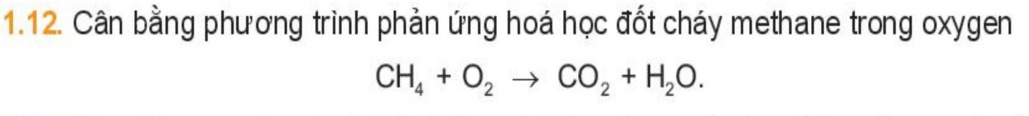 1.12. Cân bằng phương trình phản ứng hoá học đốt cháy methane trong oxygen
CH₄ + O₂ → CO₂ + H₂O.